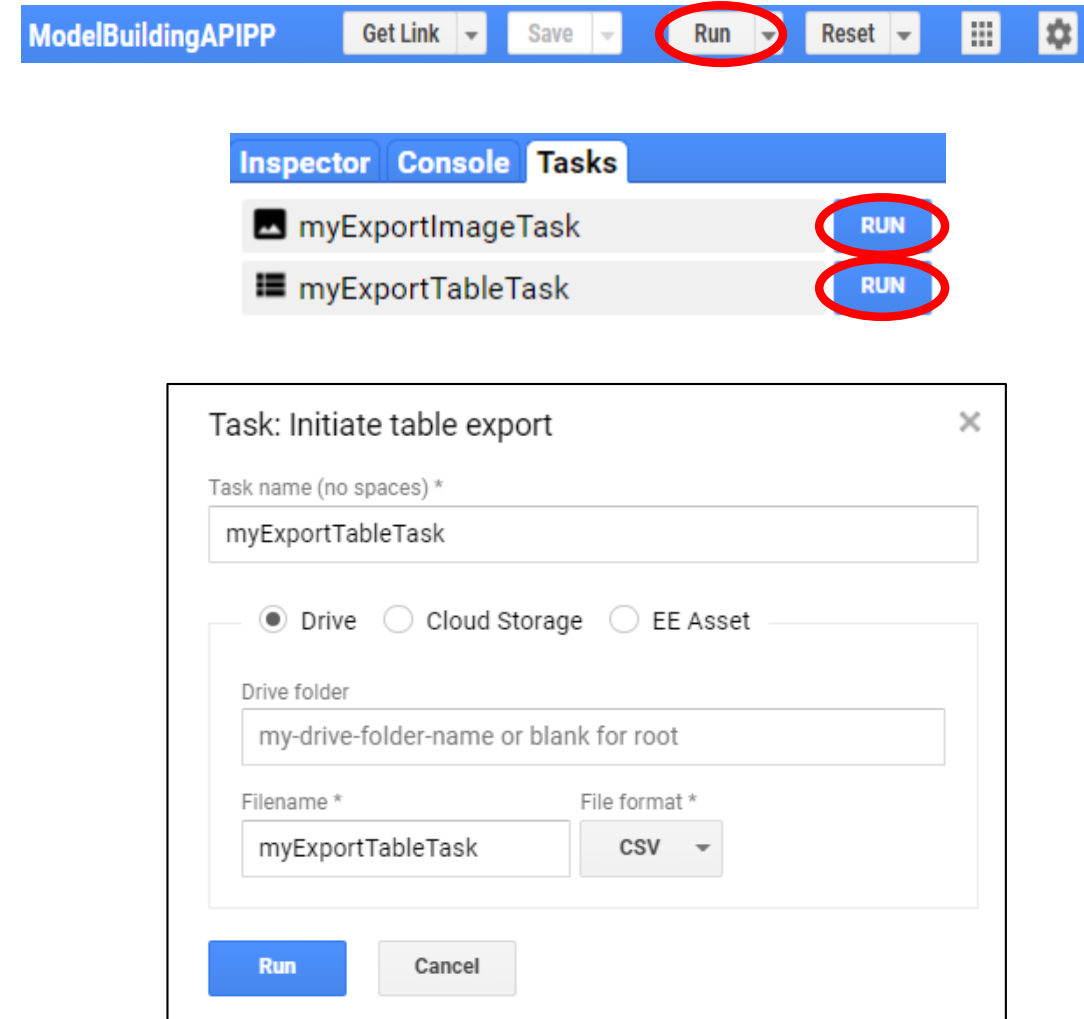 ModelBuildingAPIPP Get Link Save Run Reset
Inspector Console Tasks
myExportImageTask RUN
myExportTableTask RUN
Task: Initiate table export
Task name (no spaces) *
myExportTableTask
Drive Cloud Storage EE Asset
Drive folder
my-drive-folder-name or blank for root
Filename * File format *
myExportTableTask CSV
Run Cancel